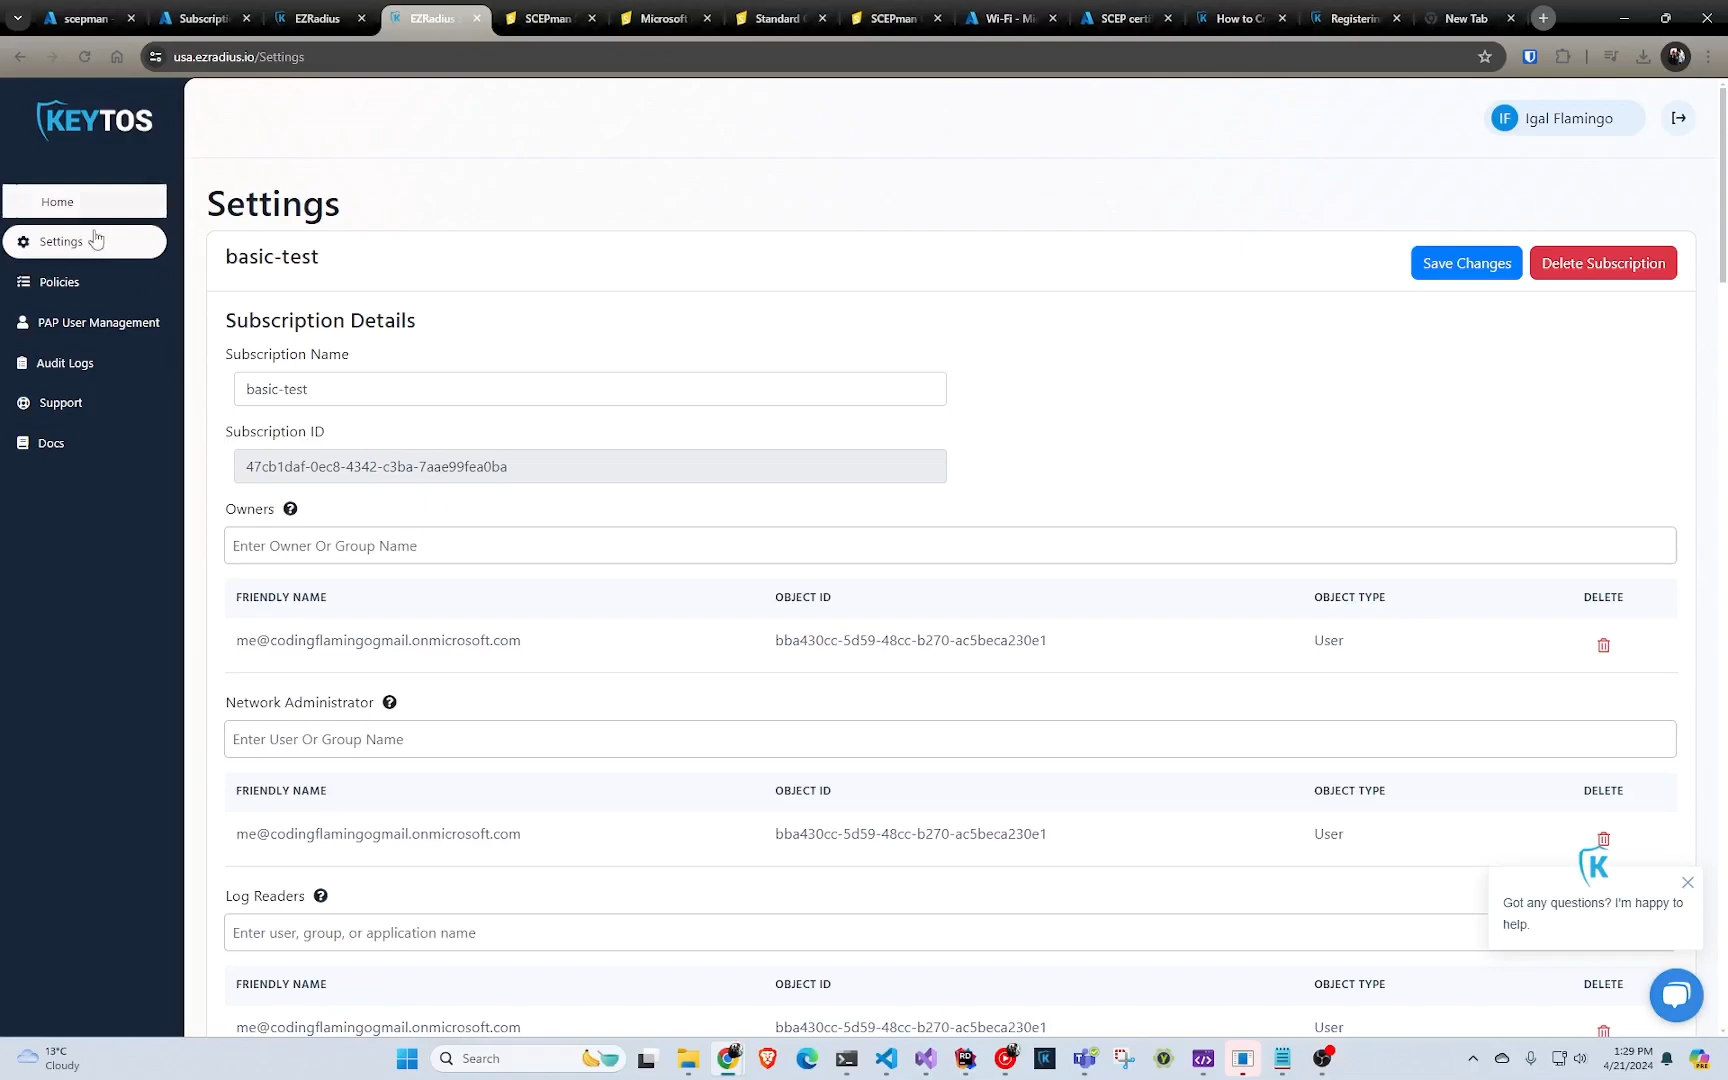 scepman -
Subscripti
EZRadius
EZRadius
SCEPman
Microsoft
Standard
SCEPman
Wi-Fi - Mi
SCEP certi
How to Cr
Registerin
New Tab
usa.ezradius.io/Settings
KEYTOS
IF Igal Flamingo
Home
Settings
Policies
PAP User Management
Audit Logs
Support
Docs
Settings
basic-test
Save Changes
Delete Subscription
Subscription Details
Subscription Name
basic-test
Subscription ID
47cb1daf-0ec8-4342-c3ba-7aae99fea0ba
Owners
Enter Owner Or Group Name
FRIENDLY NAME OBJECT ID OBJECT TYPE DELETE
me@codingflamingogmail.onmicrosoft.com bba430cc-5d59-48cc-b270-ac5beca230e1 User
Network Administrator
Enter User Or Group Name
FRIENDLY NAME OBJECT ID OBJECT TYPE DELETE
me@codingflamingogmail.onmicrosoft.com bba430cc-5d59-48cc-b270-ac5beca230e1 User
Log Readers
Enter user, group, or application name
FRIENDLY NAME OBJECT ID OBJECT TYPE DELETE
me@codingflamingogmail.onmicrosoft.com bba430cc-5d59-48cc-b270-ac5beca230e1 User
K
Got any questions? I'm happy to
help.
13°C
Cloudy
Search
1:29 PM
4/21/2024